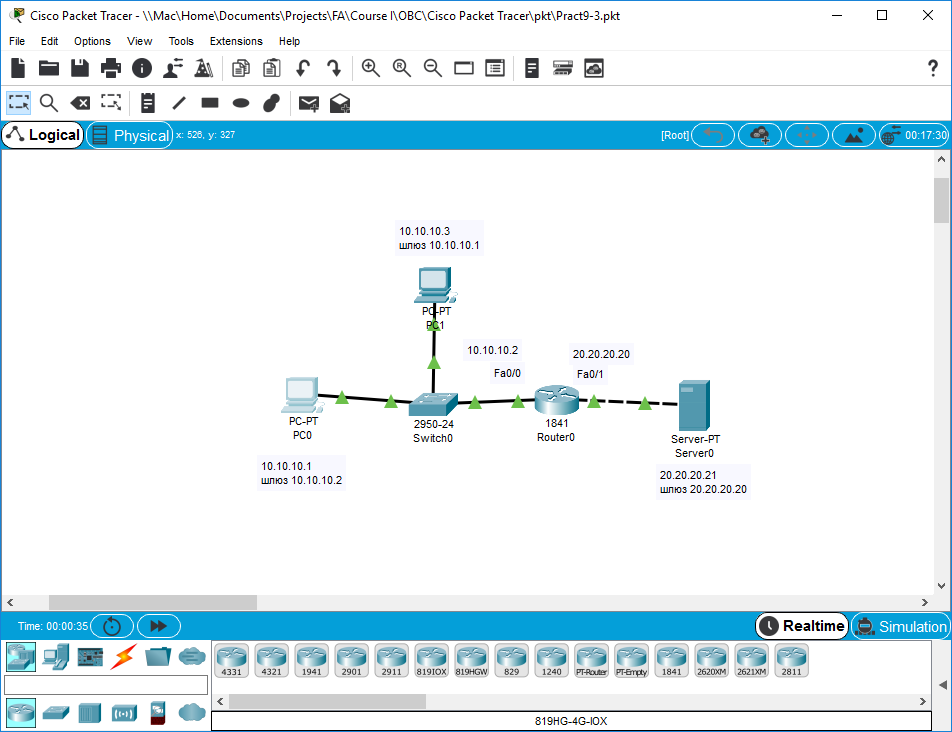 Cisco Packet Tracer - \\Mac\Home\Documents\Projects\FA\Course I\OBC\Cisco Packet Tracer\pkt\Pract9-3.pkt
File Edit Options View Tools Extensions Help
Logical Physical x: 526, y: 327 [Root] 00:17:30
10.10.10.3
шлюз 10.10.10.1
PC-PT
PC1
10.10.10.2
Fa0/0
20.20.20.20
Fa0/1
PC-PT
PC0
2950-24
Switch0
1841
Router0
Server-PT
Server0
10.10.10.1
шлюз 10.10.10.2
20.20.20.21
шлюз 20.20.20.20
Time: 00:00:35 Realtime Simulation
4331 4321 1941 2901 2911 819IOX 819HGW 829 1240 PT-Router PT-Empty 1841 2620XM 2621XM 2811
819HG-4G-IOX